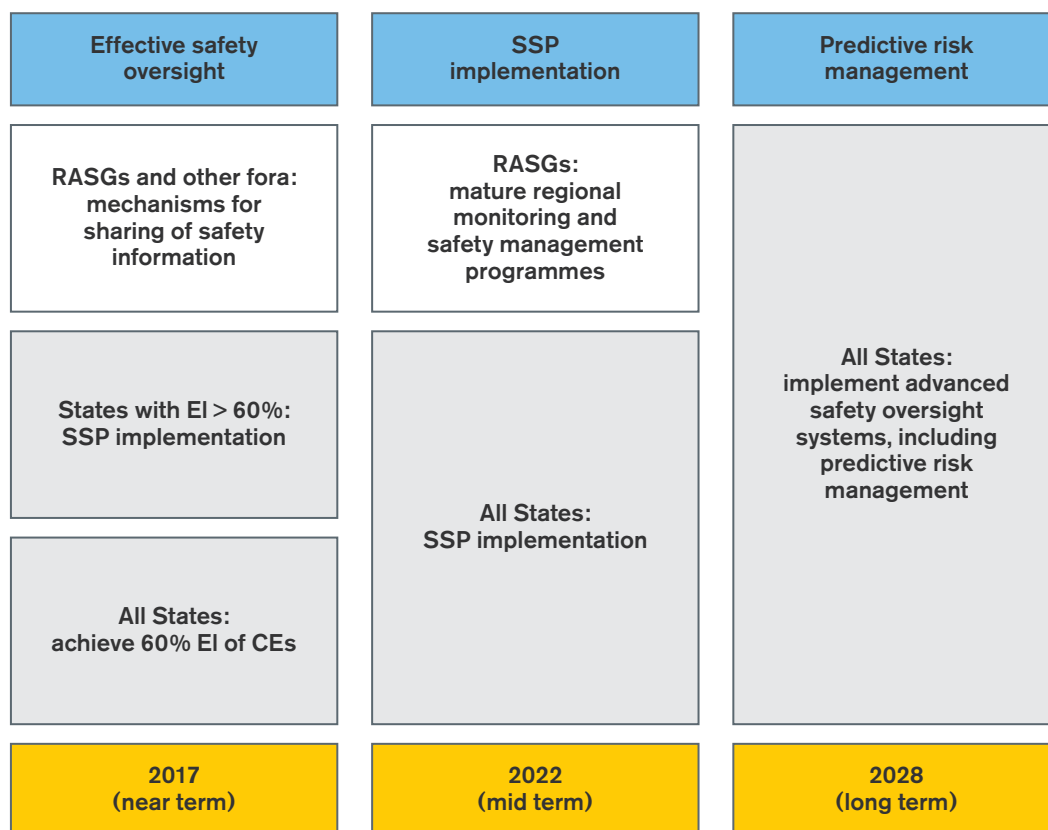 Effective safety
oversight
SSP
implementation
Predictive risk
management
RASGs and other fora:
mechanisms for
sharing of safety
information
RASGs:
mature regional
monitoring and
safety management
programmes
All States:
implement advanced
safety oversight
systems, including
predictive risk
management
States with EI > 60%:
SSP implementation
All States:
SSP implementation
All States:
achieve 60% EI of CEs
2017
(near term)
2022
(mid term)
2028
(long term)